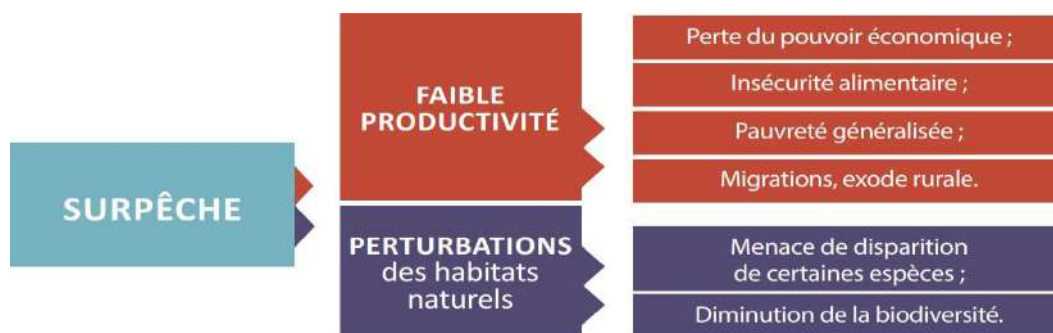 SURPÊCHE
FAIBLE
PRODUCTIVITÉ
Perte du pouvoir économique ;
Insécurité alimentaire ;
Pauvreté généralisée ;
Migrations, exode rurale.
PERTURBATIONS
des habitats
naturels
Menace de disparition
de certaines espèces ;
Diminution de la biodiversité.